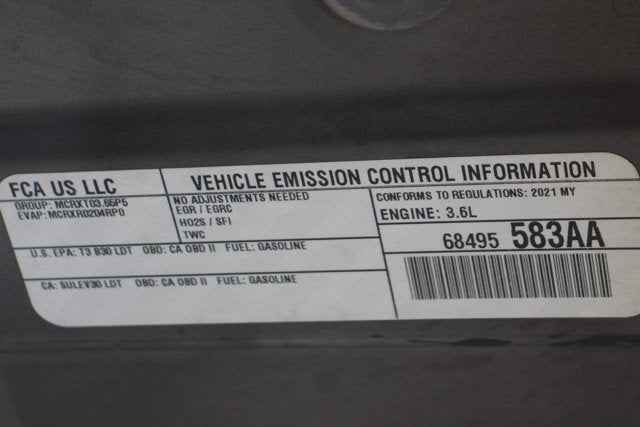 FCA US LLC
GROUP: MCRXT03.65P5
EVAP: MCRXR0204RP0
VEHICLE EMISSION CONTROL INFORMATION
NO ADJUSTMENTS NEEDED
EGR / EGRC
HO2S / SFI
TWC
CONFORMS TO REGULATIONS: 2021 MY
ENGINE: 3.6L
U.S. EPA: T3 B30 LDT OBD: CA OBD II FUEL: GASOLINE
CA: SULEV30 LDT OBD: CA OBD II FUEL: GASOLINE
68495 583AA